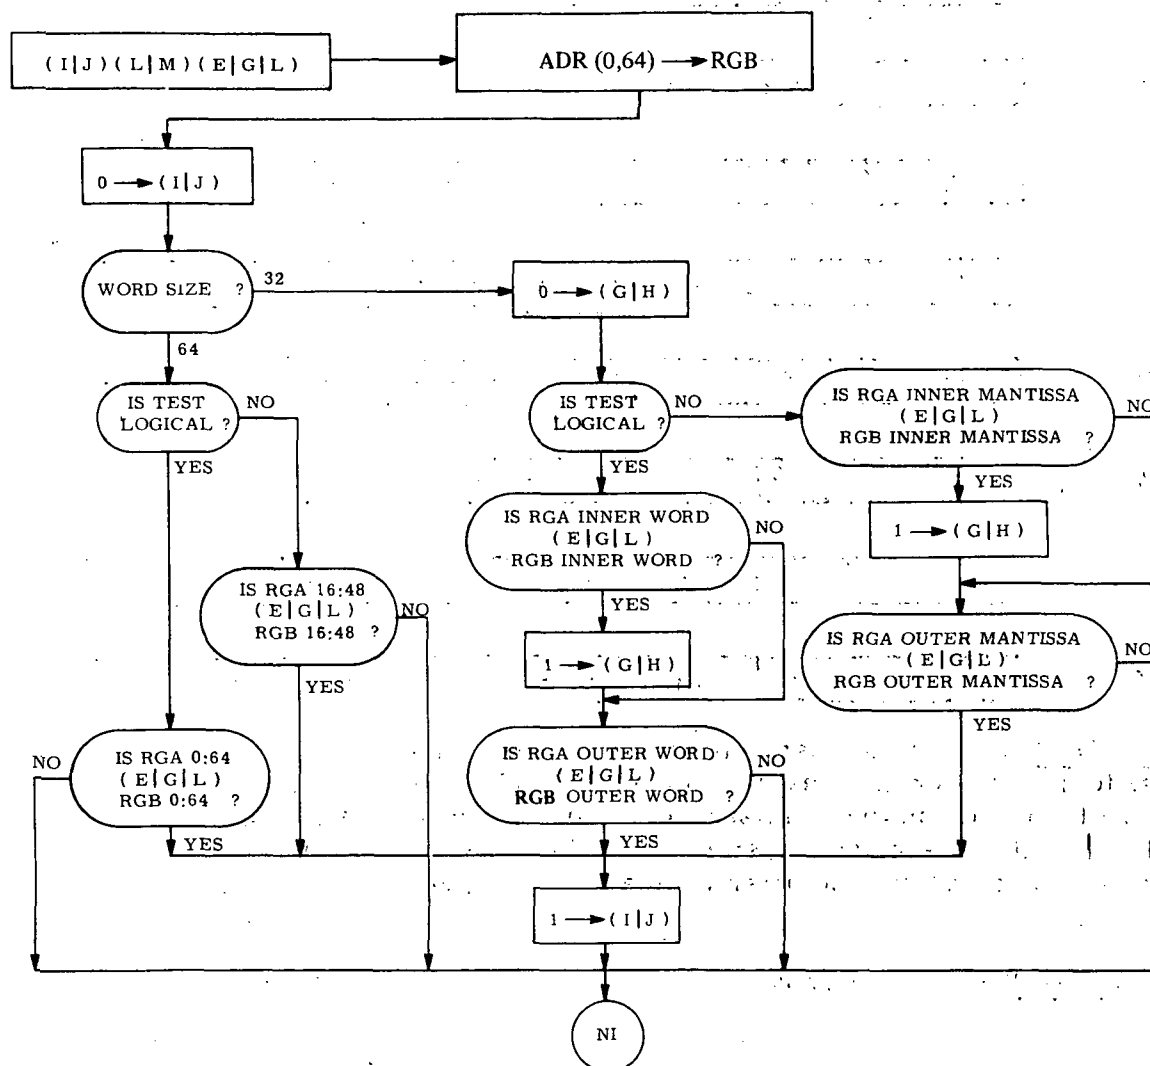 (I|J)(L|M)(E|G|L)
ADR (0,64) → RGB
0 → (I|J)
WORD SIZE ?
32
0 → (G|H)
64
IS TEST
LOGICAL ?
NO
YES
IS TEST
LOGICAL ?
NO
YES
IS RGA INNER MANTISSA
(E|G|L)
RGB INNER MANTISSA ?
NO
YES
1 → (G|H)
IS RGA INNER WORD
(E|G|L)
RGB INNER WORD ?
NO
YES
1 → (G|H)
IS RGA 16:48
(E|G|L)
RGB 16:48 ?
NO
YES
IS RGA OUTER MANTISSA
(E|G|L)
RGB OUTER MANTISSA ?
NO
YES
IS RGA 0:64
(E|G|L)
RGB 0:64 ?
NO
YES
IS RGA OUTER WORD
(E|G|L)
RGB OUTER WORD ?
NO
YES
1 → (I|J)
NI